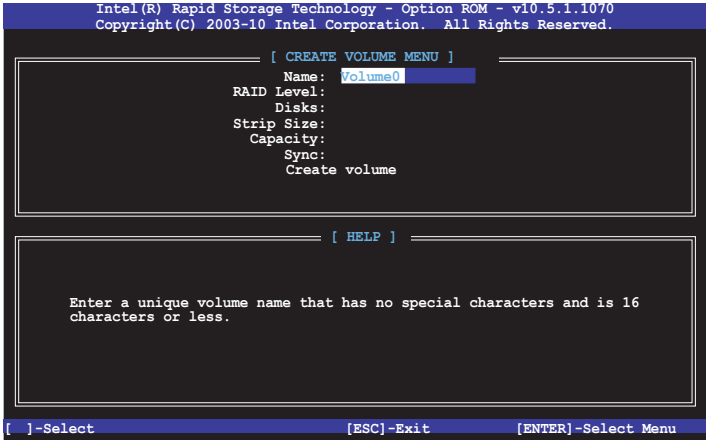 Intel(R) Rapid Storage Technology - Option ROM - v10.5.1.1070
Copyright(C) 2003-10 Intel Corporation.  All Rights Reserved.
[ CREATE VOLUME MENU ]
Name: Volume0
RAID Level:
Disks:
Strip Size:
Capacity:
Sync:
Create volume
[ HELP ]
Enter a unique volume name that has no special characters and is 16
characters or less.
[ ]-Select [ESC]-Exit [ENTER]-Select Menu